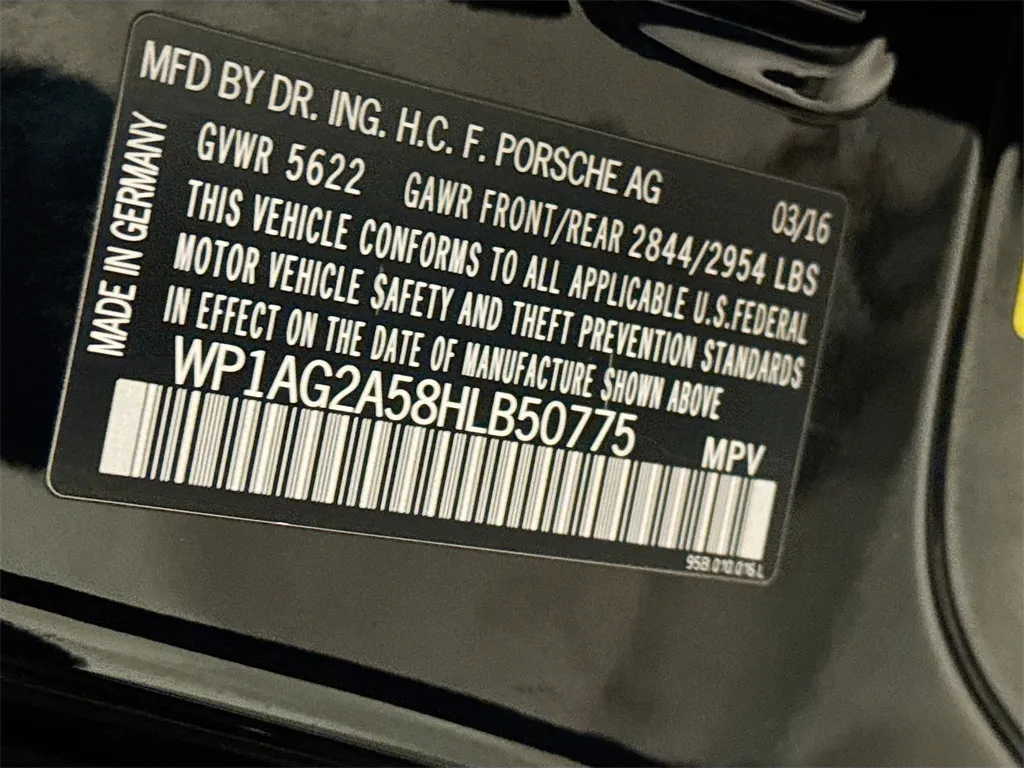 MFD BY DR. ING. H.C. F. PORSCHE AG
03/16
GVWR 5622 GAWR FRONT/REAR 2844/2954 LBS
THIS VEHICLE CONFORMS TO ALL APPLICABLE U.S.FEDERAL
MOTOR VEHICLE SAFETY AND THEFT PREVENTION STANDARDS
IN EFFECT ON THE DATE OF MANUFACTURE SHOWN ABOVE
WP1AG2A58HLB50775
MPV
95B.010.016 L
MADE IN GERMANY